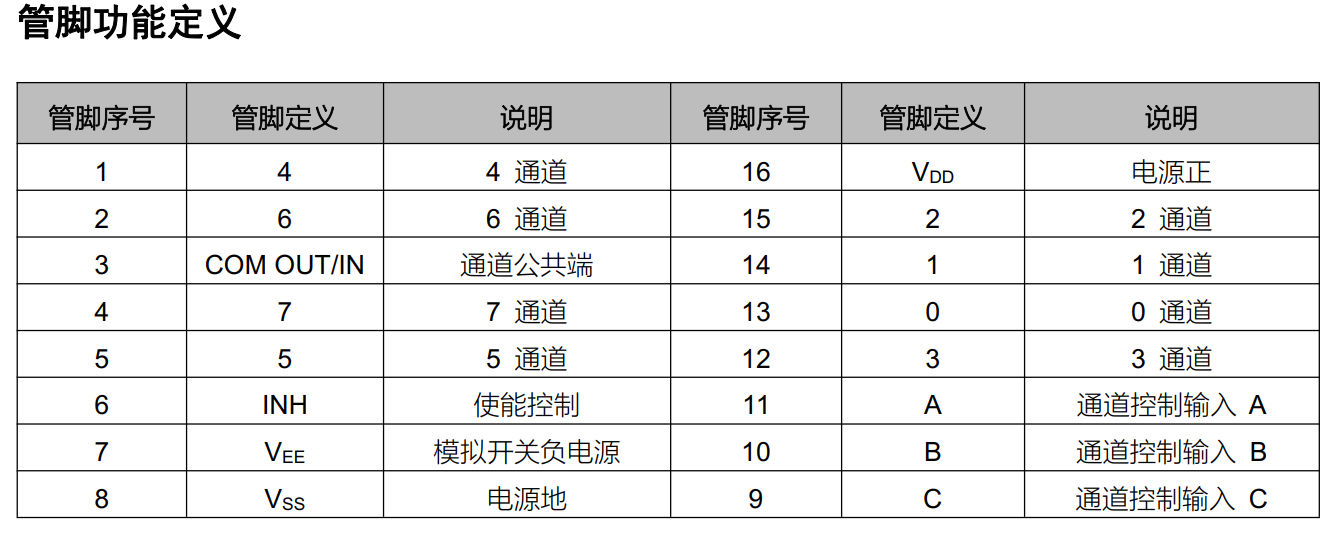 管脚功能定义
管脚序号 管脚定义 说明 管脚序号 管脚定义 说明
1 4 4 通道 16 VDD 电源正
2 6 6 通道 15 2 2 通道
3 COM OUT/IN 通道公共端 14 1 1 通道
4 7 7 通道 13 0 0 通道
5 5 5 通道 12 3 3 通道
6 INH 使能控制 11 A 通道控制输入 A
7 VEE 模拟开关负电源 10 B 通道控制输入 B
8 VSS 电源地 9 C 通道控制输入 C